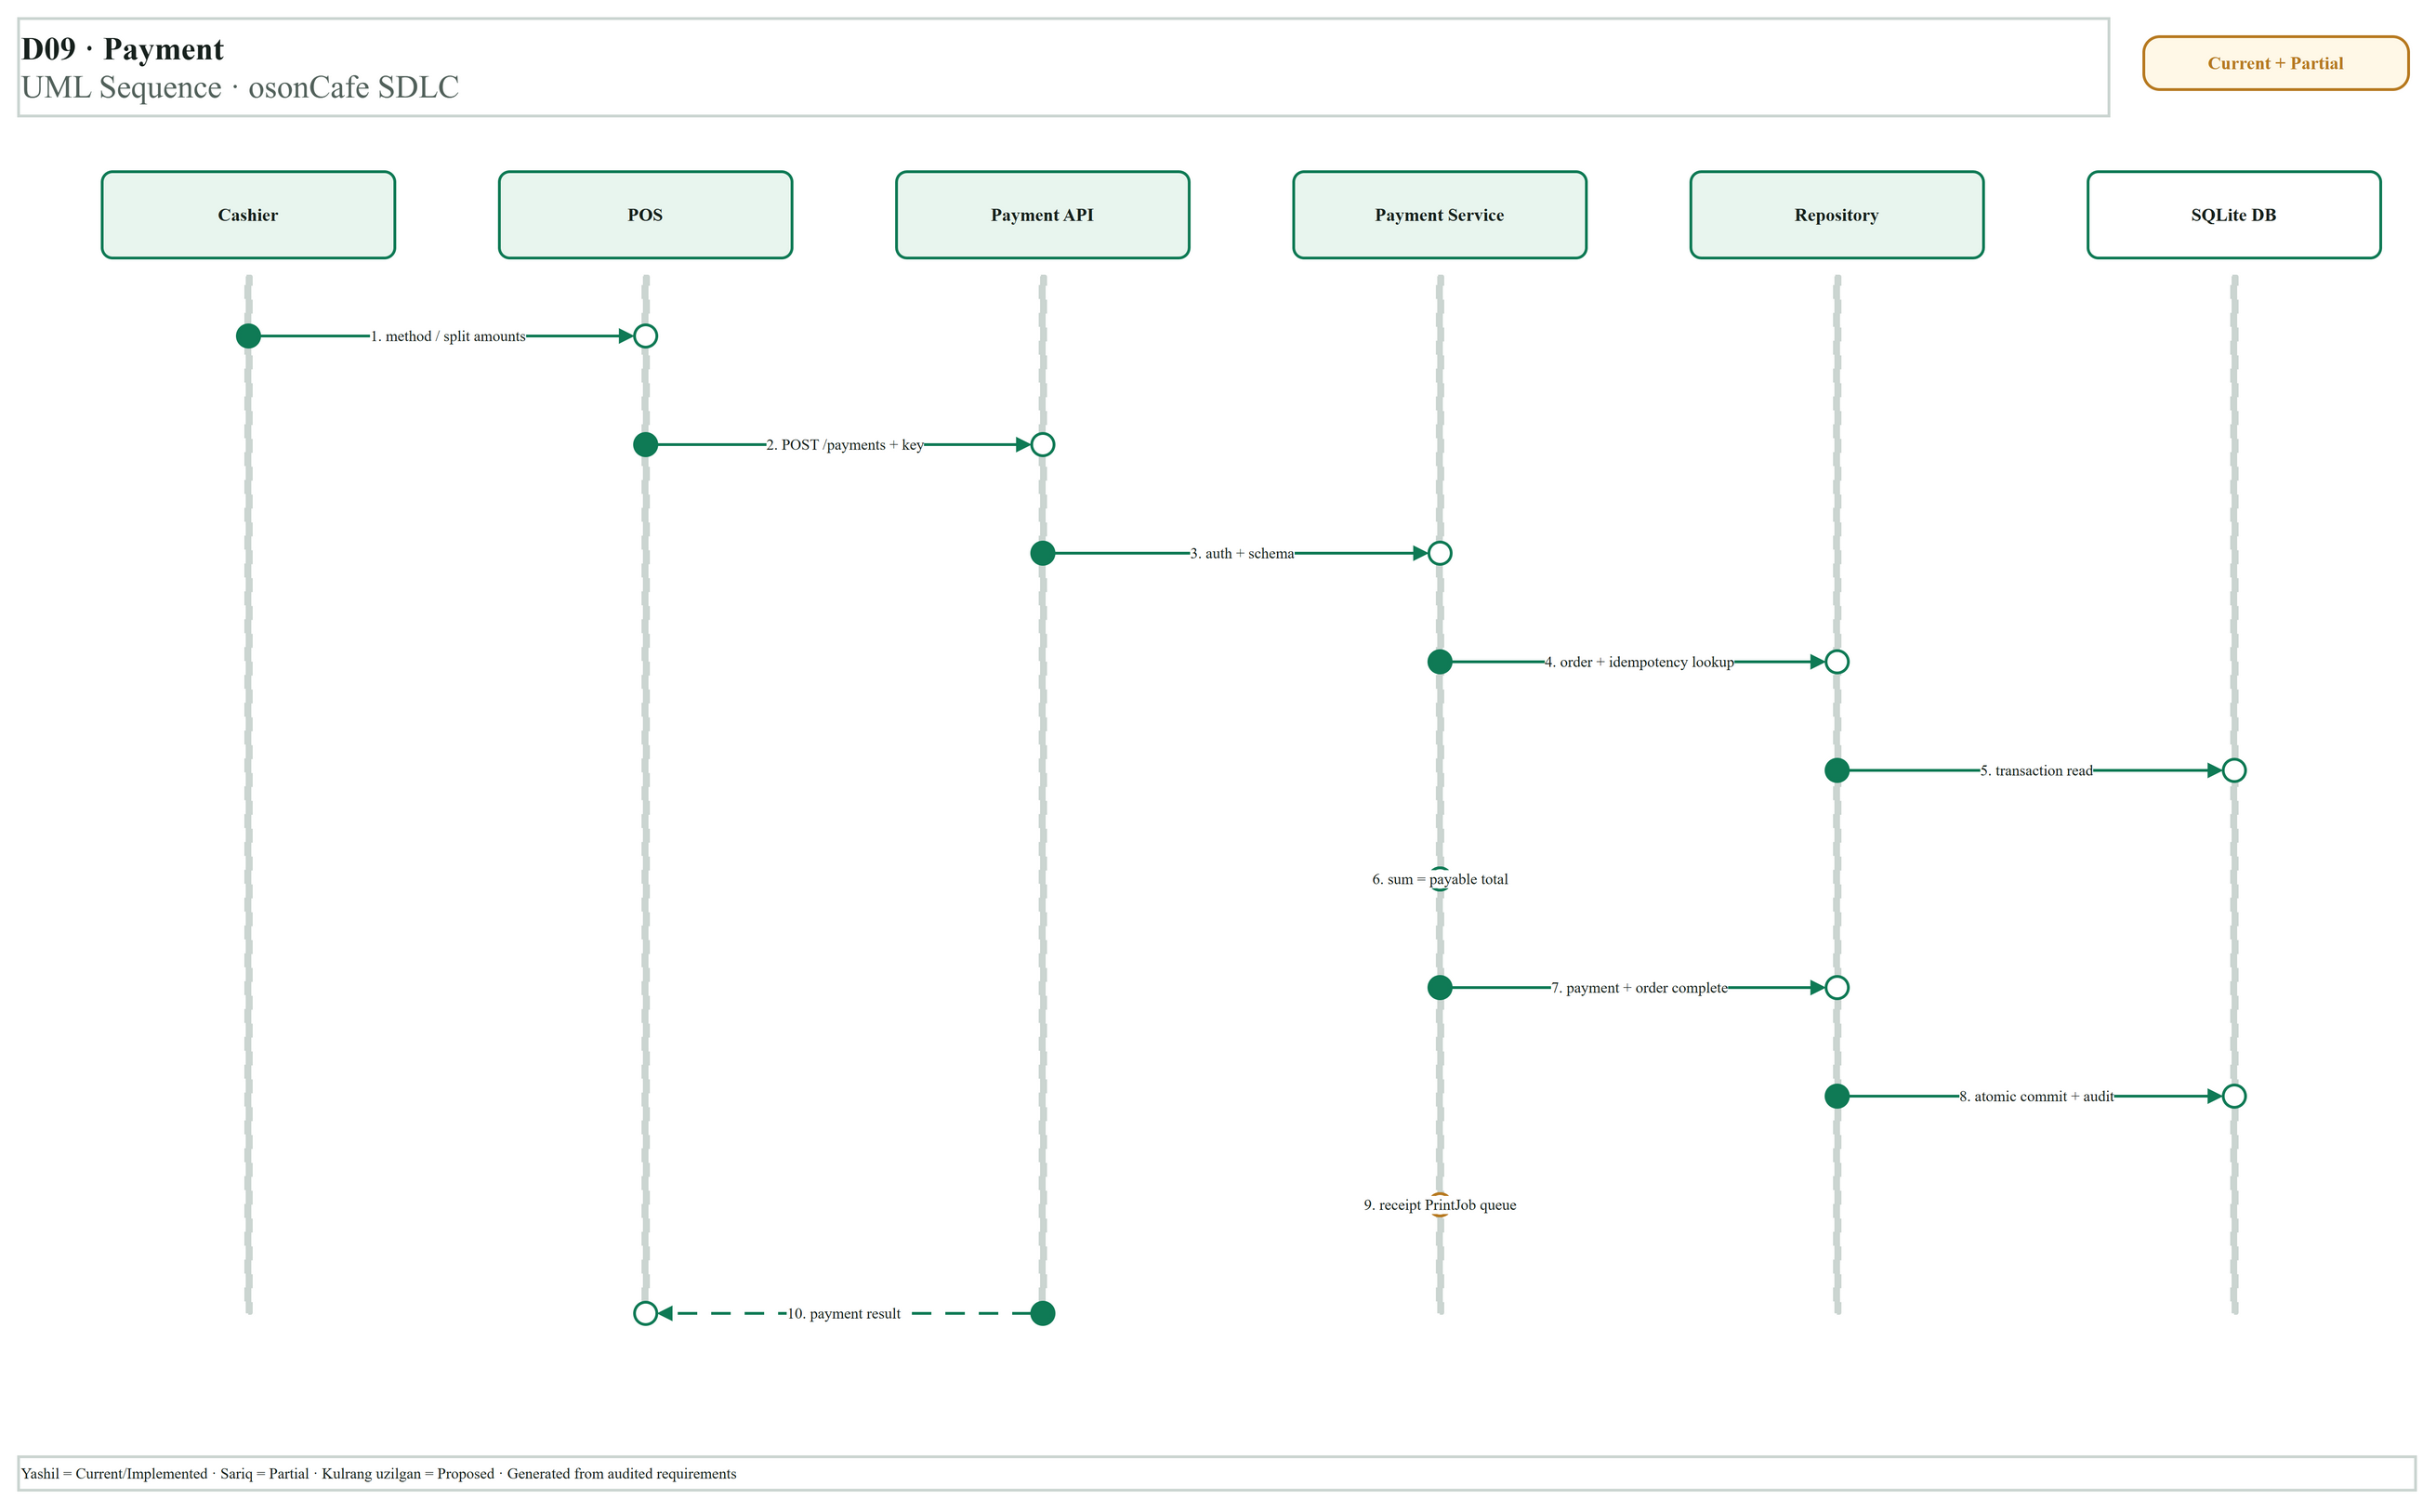 D09 · Payment
UML Sequence · osonCafe SDLC
Current + Partial
Cashier
POS
Payment API
Payment Service
Repository
SQLite DB
1. method / split amounts
2. POST /payments + key
3. auth + schema
4. order + idempotency lookup
5. transaction read
6. sum = payable total
7. payment + order complete
8. atomic commit + audit
9. receipt PrintJob queue
10. payment result
Yashil = Current/Implemented · Sariq = Partial · Kulrang uzilgan = Proposed · Generated from audited requirements